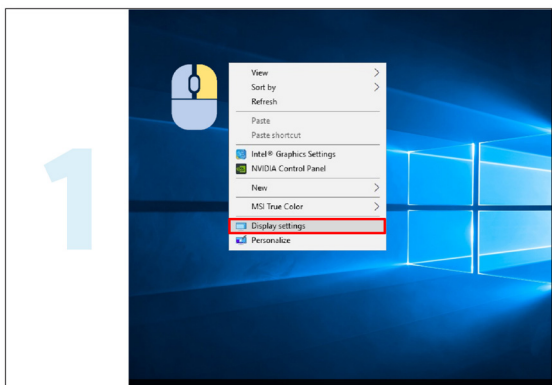 1
View
Sort by
Refresh
Paste
Paste shortcut
Intel® Graphics Settings
NVIDIA Control Panel
New
MSI True Color
Display settings
Personalize